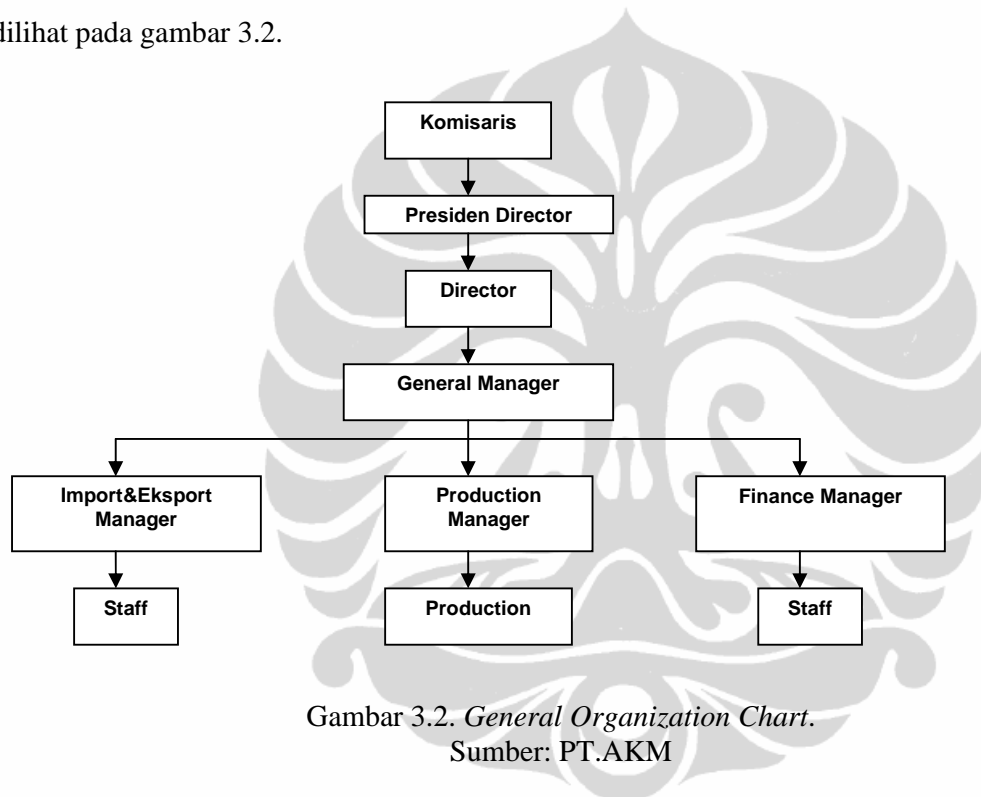 dilihat pada gambar 3.2.
Komisaris
Presiden Director
Director
General Manager
Import&Eksport
Manager
Production
Manager
Finance Manager
Staff
Production
Staff
Gambar 3.2. General Organization Chart.
Sumber: PT.AKM